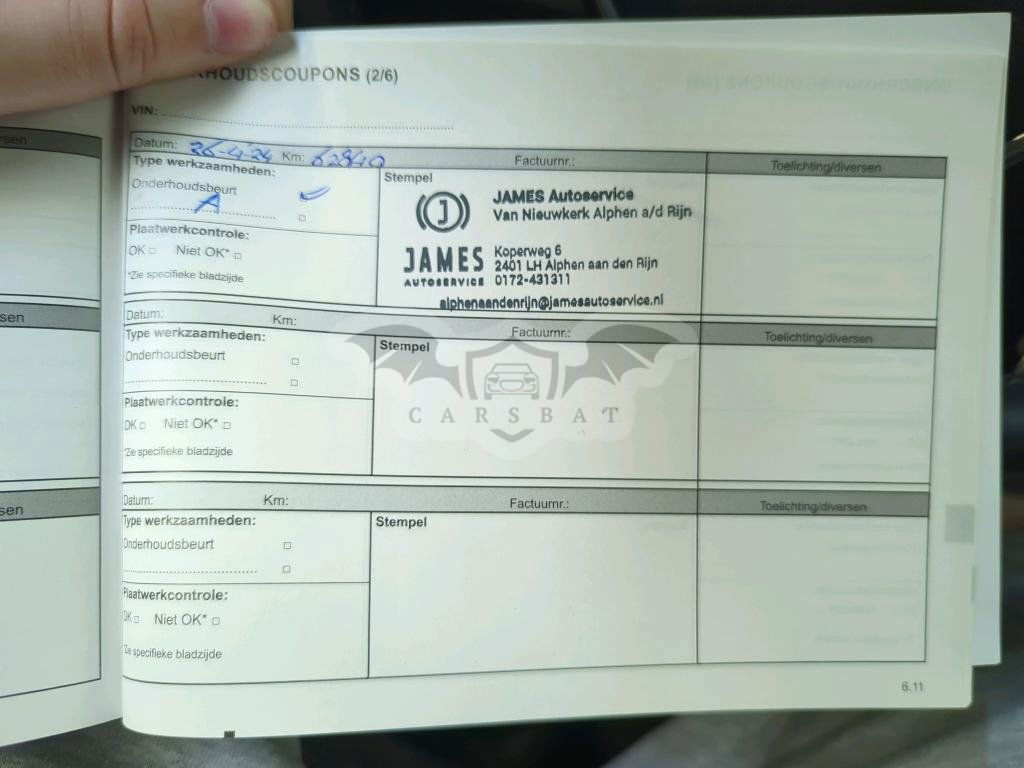 HOUDSCOUPONS (2/6)
VIN:
Datum: 26-4-24 Km: 62840 Factuurnr.: Toelichting/diversen
Type werkzaamheden:
Onderhoudsbeurt
A
Plaatwerkcontrole:
OK Niet OK*
*Zie specifieke bladzijde
Stempel
JAMES Autoservice
Van Nieuwkerk Alphen a/d Rijn
JAMES
AUTOSERVICE
Koperweg 6
2401 LH Alphen aan den Rijn
0172-431311
alphenaandenrijn@jamesautoservice.nl
Datum: Km: Factuurnr.: Toelichting/diversen
Type werkzaamheden:
Onderhoudsbeurt
Plaatwerkcontrole:
OK Niet OK*
*Zie specifieke bladzijde
Stempel
CARSBAT
Datum: Km: Factuurnr.: Toelichting/diversen
Type werkzaamheden:
Onderhoudsbeurt
Plaatwerkcontrole:
OK Niet OK*
*Zie specifieke bladzijde
Stempel
6.11